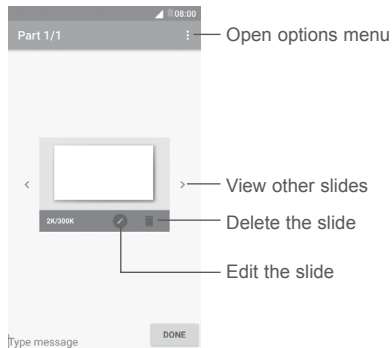 08:00
Part 1/1
Open options menu
View other slides
2K/300K
Delete the slide
Edit the slide
DONE
Type message